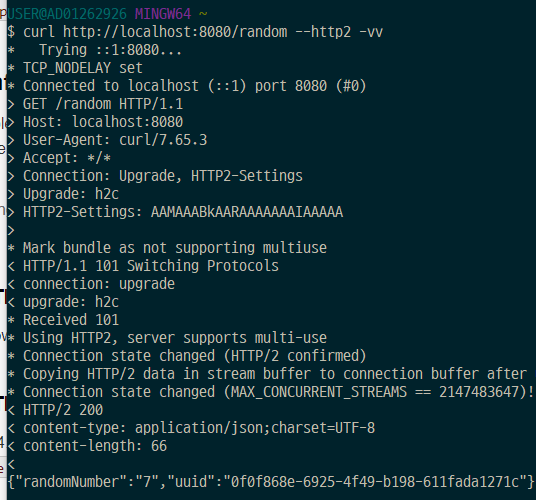 USER@AD01262926 MINGW64 ~
$ curl http://localhost:8080/random --http2 -vv
*   Trying ::1:8080...
* TCP_NODELAY set
* Connected to localhost (::1) port 8080 (#0)
> GET /random HTTP/1.1
> Host: localhost:8080
> User-Agent: curl/7.65.3
> Accept: */*
> Connection: Upgrade, HTTP2-Settings
> Upgrade: h2c
> HTTP2-Settings: AAMAAABkAARAAAAAAAIAAAAA
>
* Mark bundle as not supporting multiuse
< HTTP/1.1 101 Switching Protocols
< connection: upgrade
< upgrade: h2c
* Received 101
* Using HTTP2, server supports multi-use
* Connection state changed (HTTP/2 confirmed)
* Copying HTTP/2 data in stream buffer to connection buffer after
* Connection state changed (MAX_CONCURRENT_STREAMS == 2147483647)!
< HTTP/2 200
< content-type: application/json;charset=UTF-8
< content-length: 66
<
{"randomNumber":"7","uuid":"0f0f868e-6925-4f49-b198-611fada1271c"}